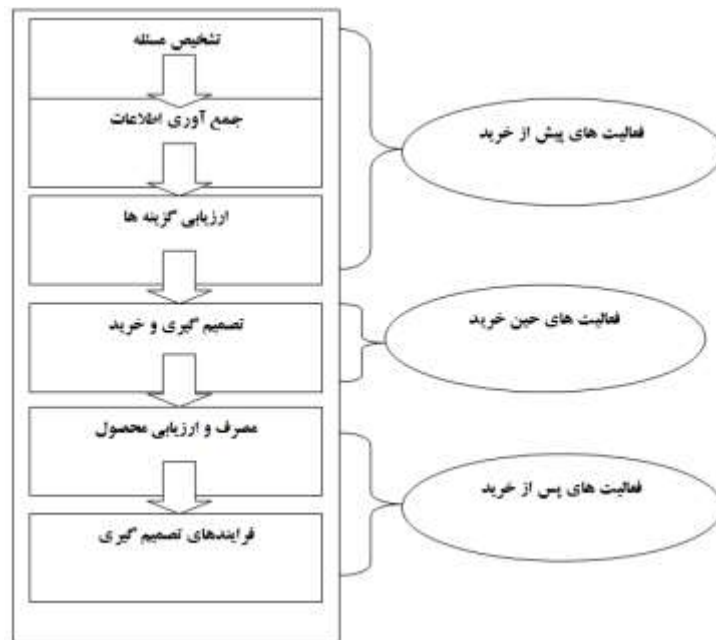 تشخیص مسئله
جمع آوری اطلاعات
ارزیابی گزینه ها
تصمیم گیری و خرید
مصرف و ارزیابی محصول
فرایندهای تصمیم گیری
فعالیت های پیش از خرید
فعالیت های حین خرید
فعالیت های پس از خرید